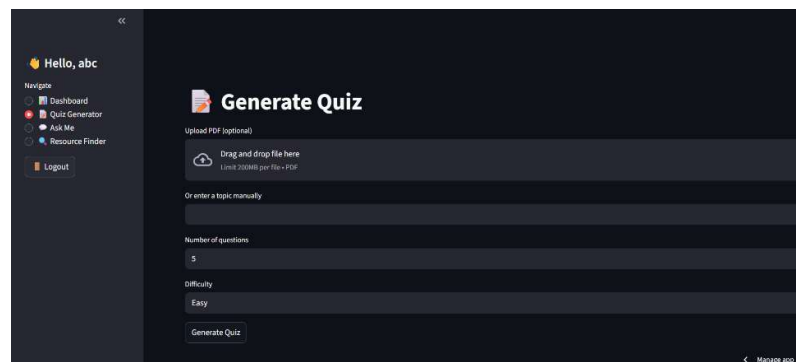 Hello, abc
Navigate
Dashboard
Quiz Generator
Ask Me
Resource Finder
Logout
Generate Quiz
Upload PDF (optional)
Drag and drop file here
Limit 200MB per file • PDF
Or enter a topic manually
Number of questions
5
Difficulty
Easy
Generate Quiz
Manage app